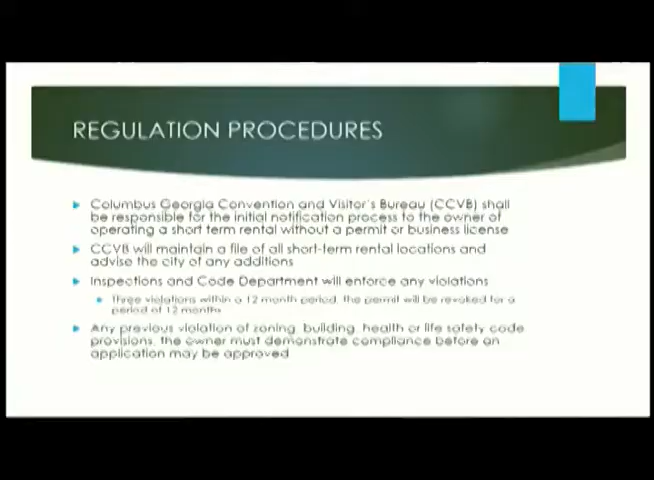 REGULATION PROCEDURES
Columbus Georgia Convention and Visitor's Bureau (CCVB) shall
be responsible for the initial notification process to the owner of
operating a short term rental without a permit or business license
CCVB will maintain a file of all short-term rental locations and
advise the city of any additions
Inspections and Code Department will enforce any violations
Three violations within a 12 month period, the permit will be revoked for a
period of 12 months
Any previous violation of zoning, building, health or life safety code
provisions, the owner must demonstrate compliance before an
application may be approved